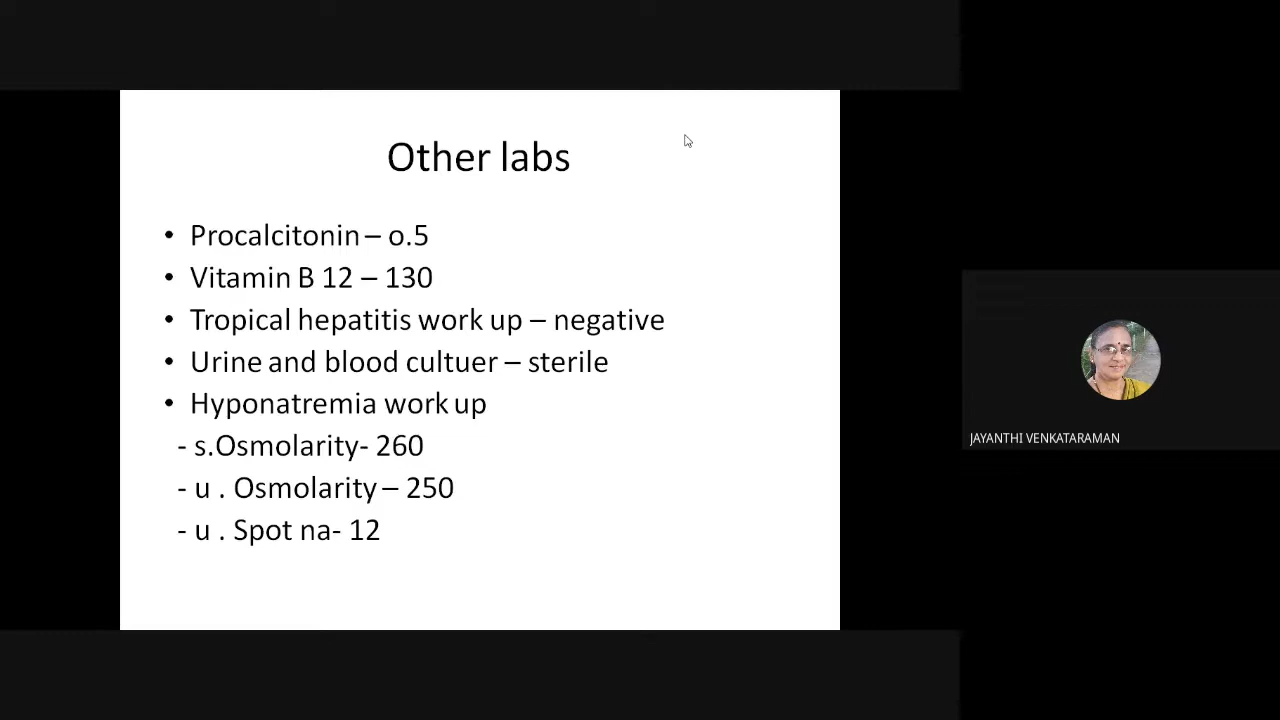 Other labs
• Procalcitonin – o.5
• Vitamin B 12 – 130
• Tropical hepatitis work up – negative
• Urine and blood cultuer – sterile
• Hyponatremia work up
- s.Osmolarity- 260
- u . Osmolarity – 250
- u . Spot na- 12
JAYANTHI VENKATARAMAN